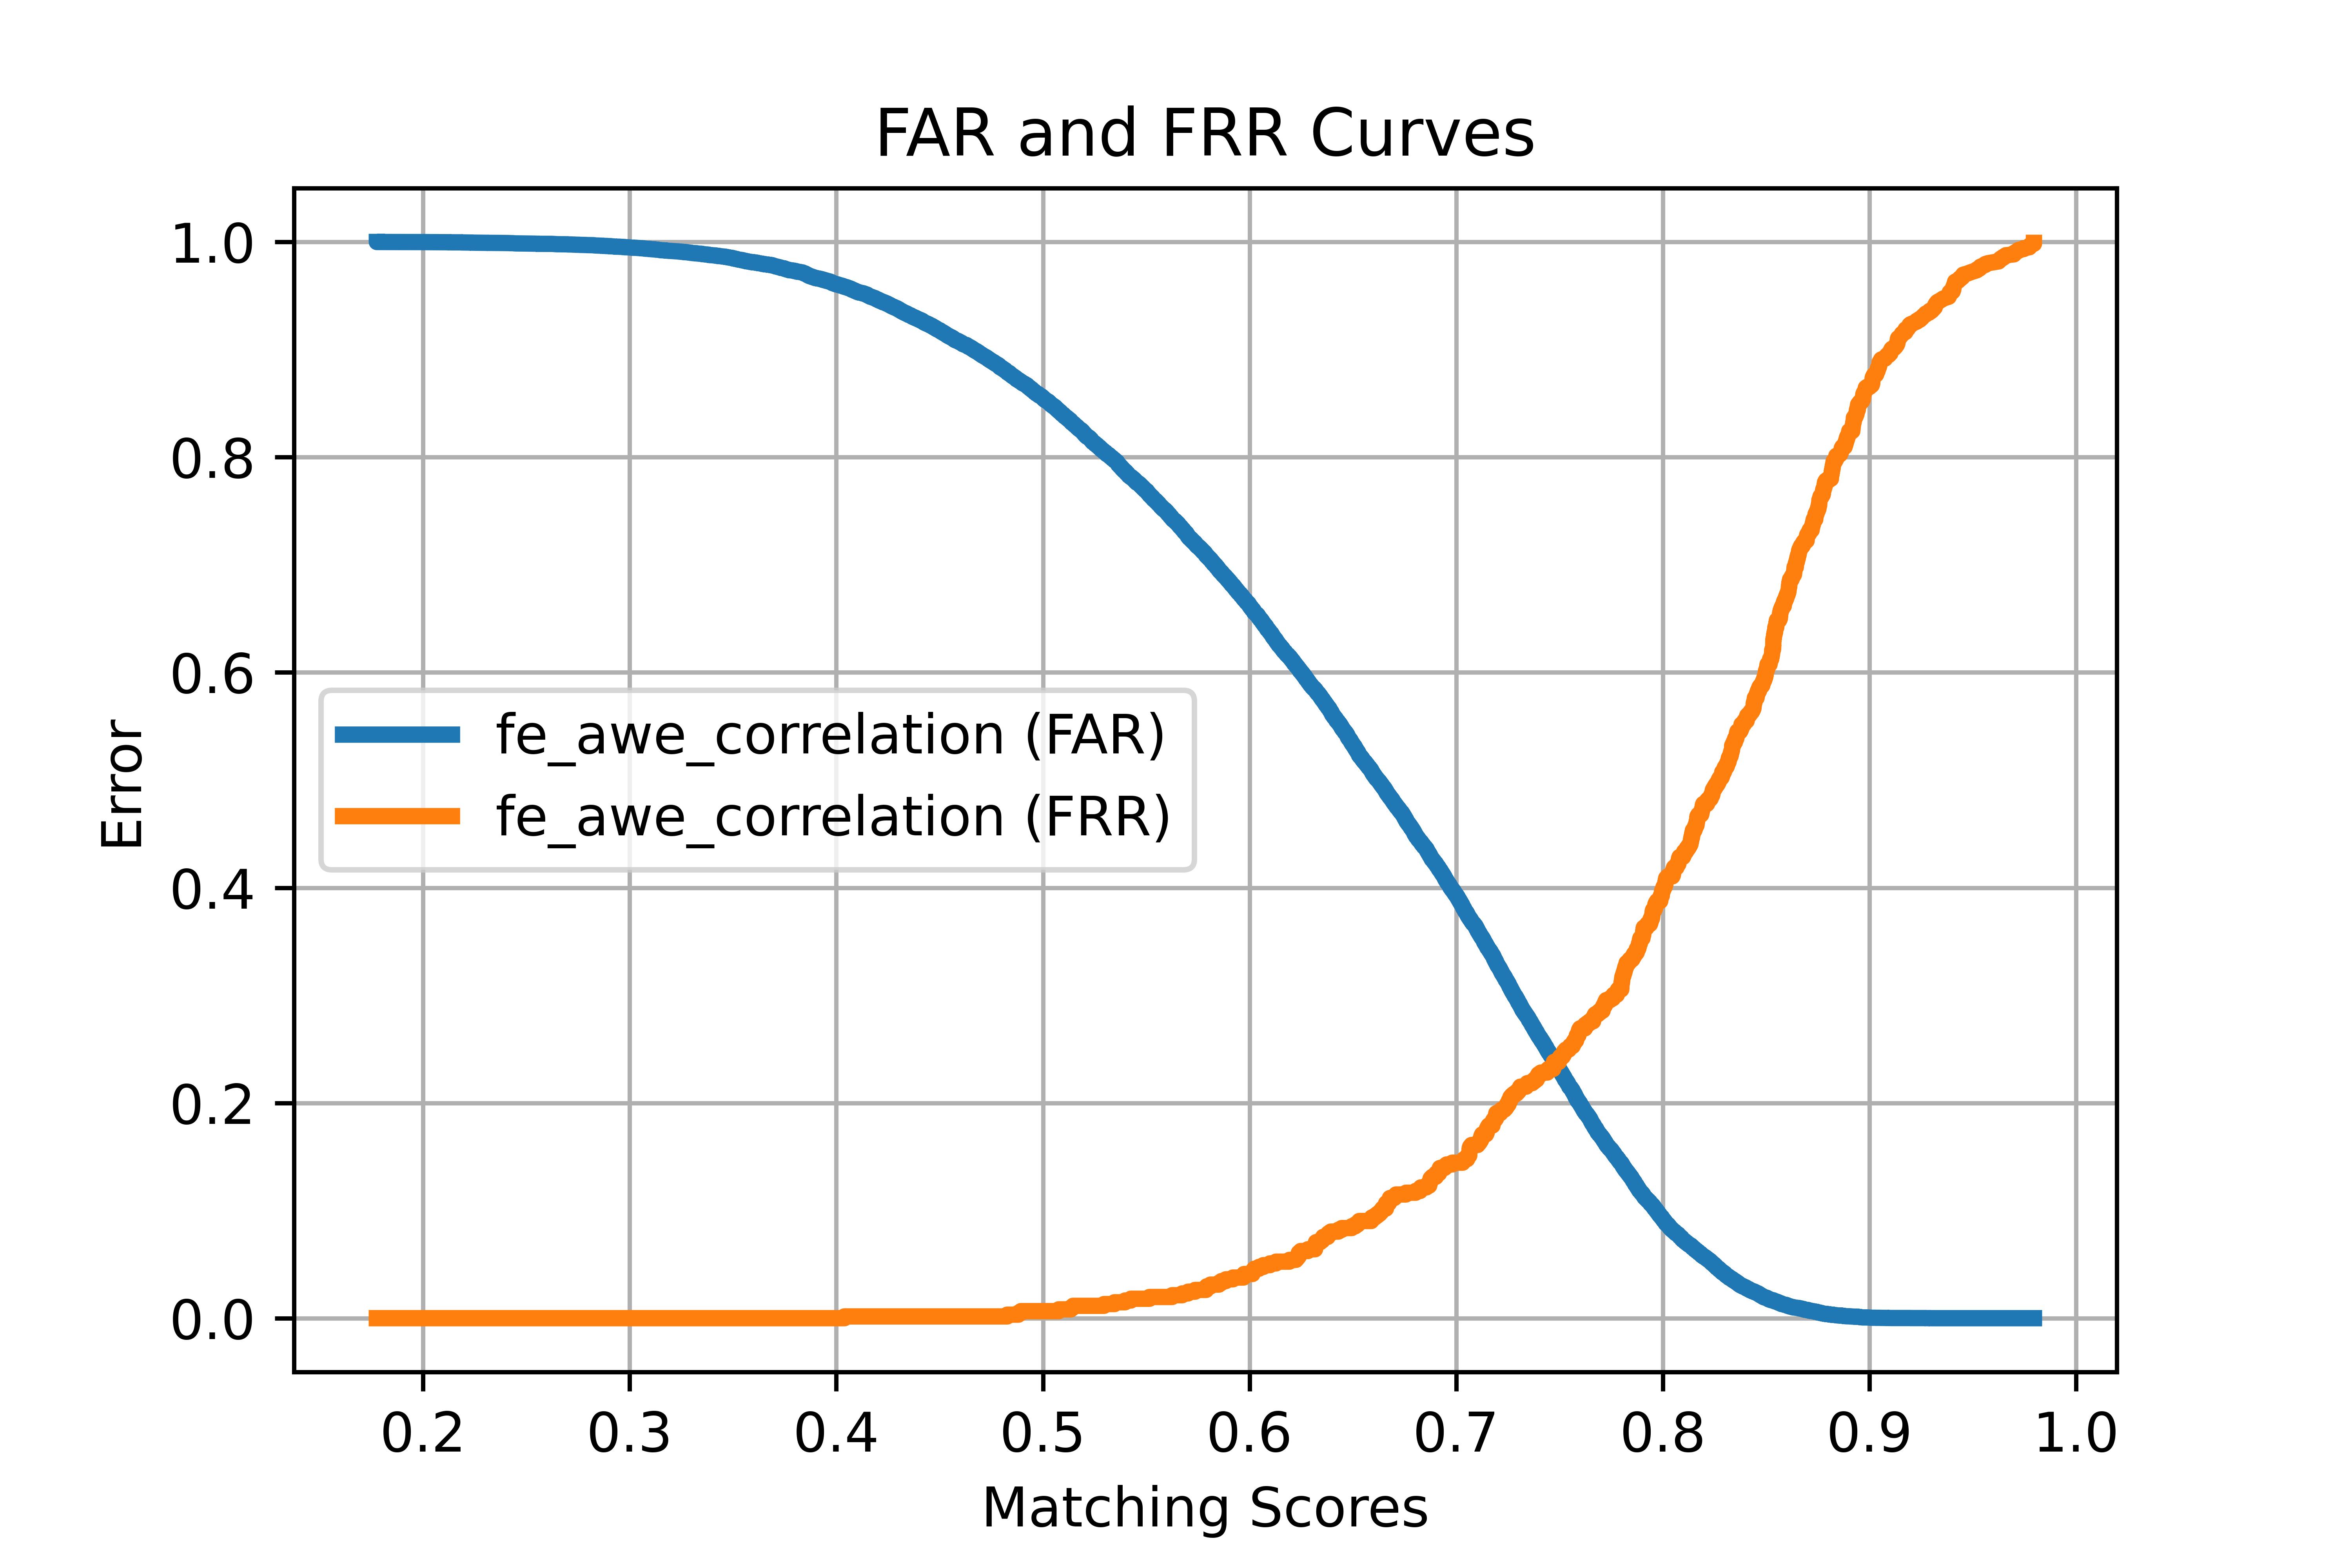 FAR and FRR Curves
1.0
0.8
0.6
0.4
0.2
0.0
Error
fe_awe_correlation (FAR)
fe_awe_correlation (FRR)
0.2 0.3 0.4 0.5 0.6 0.7 0.8 0.9 1.0
Matching Scores